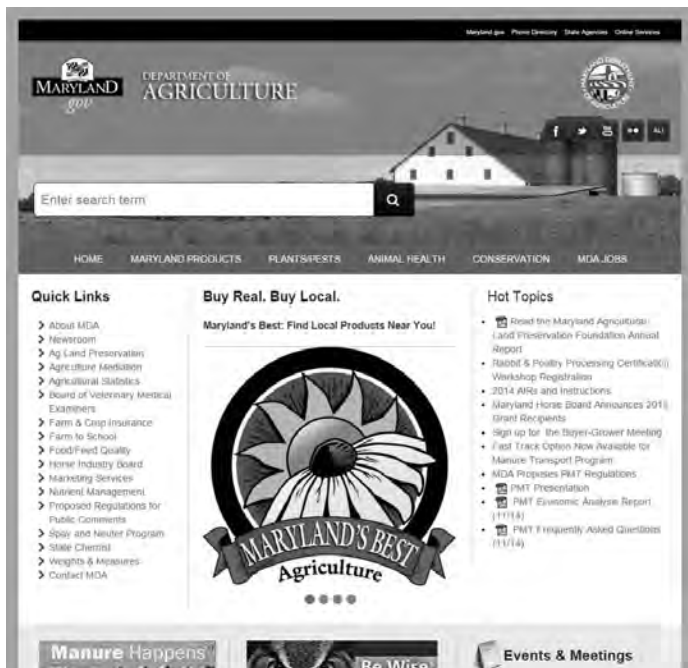 Maryland.gov Phone Directory State Agencies Online Services
MARYLAND
.gov
DEPARTMENT OF
AGRICULTURE
MARYLAND DEPARTMENT OF AGRICULTURE
f You Tube ALL
Enter search term
HOME MARYLAND PRODUCTS PLANTS/PESTS ANIMAL HEALTH CONSERVATION MDA JOBS
Quick Links
About MDA
Newsroom
Ag Land Preservation
Agriculture Mediation
Agricultural Statistics
Board of Veterinary Medical
Examiners
Farm & Crop Insurance
Farm to School
Food/Feed Quality
Horse Industry Board
Marketing Services
Nutrient Management
Proposed Regulations for
Public Comments
Spay and Neuter Program
State Chemist
Weights & Measures
Contact MDA
Buy Real. Buy Local.
Maryland's Best: Find Local Products Near You!
MARYLAND'S BEST
Agriculture
Hot Topics
Read the Maryland Agricultural
Land Preservation Foundation Annual
Report
Rabbit & Poultry Processing Certification
Workshop Registration
2014 AIRs and Instructions
Maryland Horse Board Announces
Grant Recipients
Sign up for the Buyer-Grower Meeting
Fast Track Option Now Available for
Manure Transport Program
MDA Proposes PMT Regulations
PMT Presentation
PMT Economic Analysis Report
(11/14)
PMT Frequently Asked Questions
(11/14)
Manure Happens
Be Wise
Events & Meetings